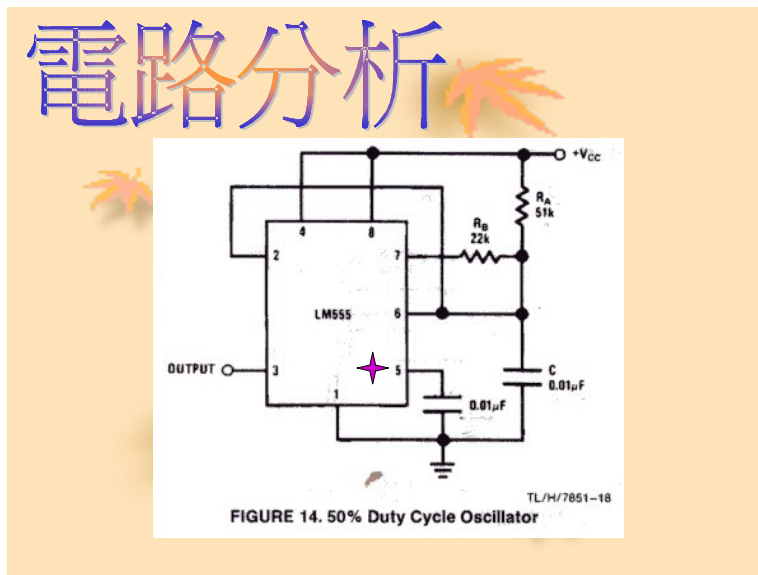 電路分析
+VCC
RA
51k
RB
22k
4
8
2
7
LM555
6
OUTPUT
3
5
C
0.01μF
1
0.01μF
TL/H/7851-18
FIGURE 14. 50% Duty Cycle Oscillator